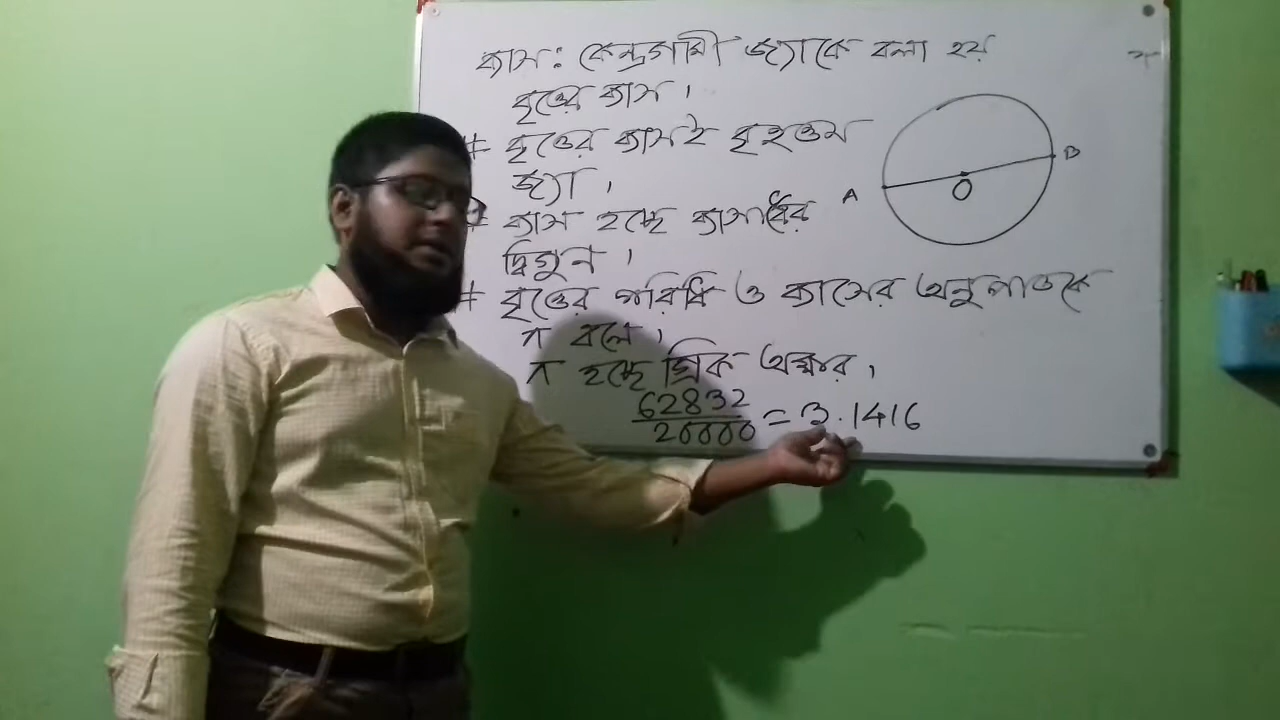 ব্যাস: কেন্দ্রগামী জ্যাকে বলা হয়
বৃত্তের ব্যাস।
# বৃত্তের ব্যাসই বৃহত্তম
জ্যা।
# ব্যাস হচ্ছে ব্যাসার্ধের
দ্বিগুন।
# বৃত্তের পরিধি ও ব্যাসের অনুপাতকে
π বলে।
π হচ্ছে গ্রিক অক্ষর।
62832
20000 = 3.1416
A
O
B